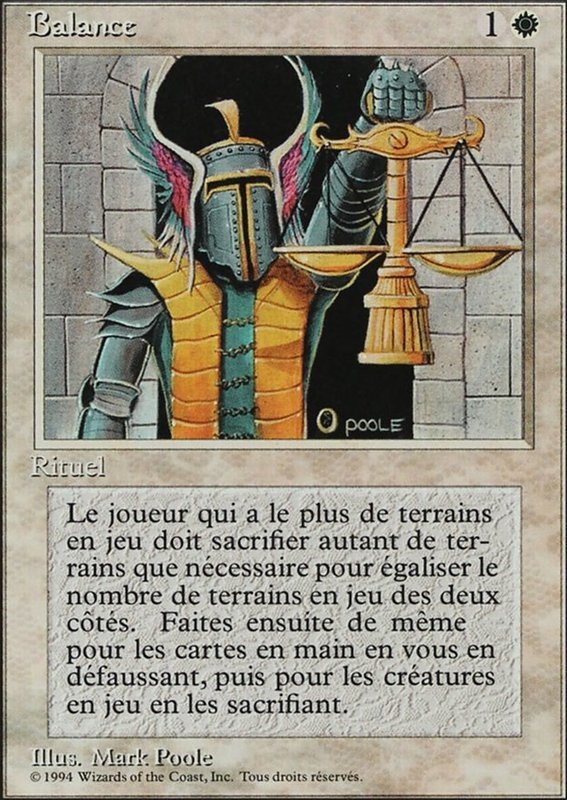 Balance 1
POOLE
Rituel
Le joueur qui a le plus de terrains
en jeu doit sacrifier autant de ter-
rains que nécessaire pour égaliser le
nombre de terrains en jeu des deux
côtés. Faites ensuite de même
pour les cartes en main en vous en
défaussant, puis pour les créatures
en jeu en les sacrifiant.
Illus. Mark Poole
© 1994 Wizards of the Coast, Inc. Tous droits réservés.